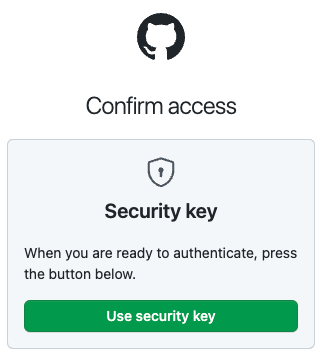 Confirm access
Security key
When you are ready to authenticate, press
the button below.
Use security key